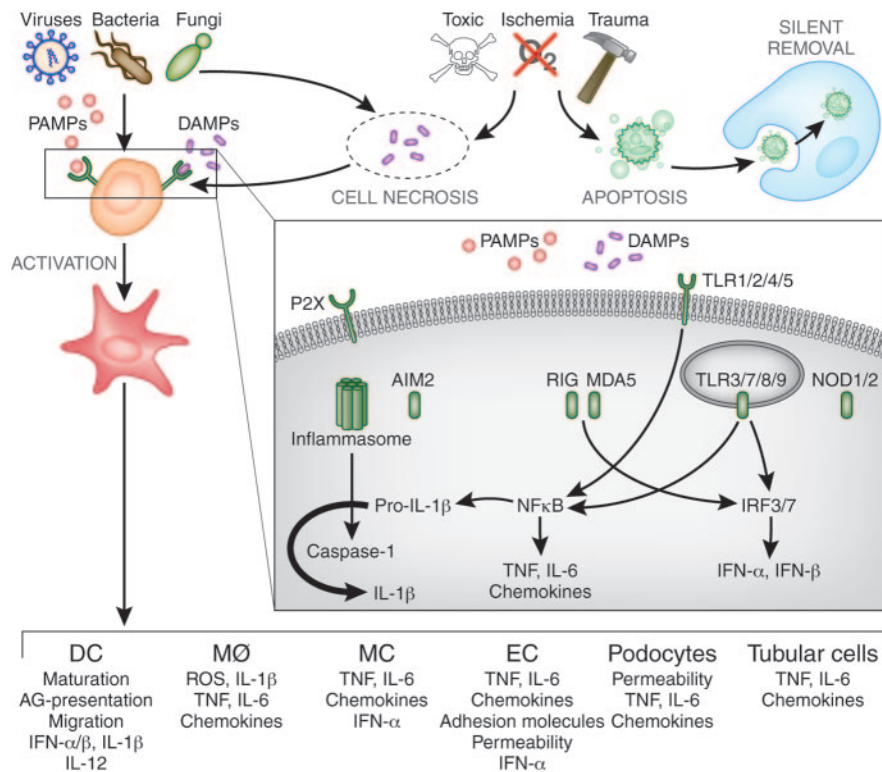 Viruses Bacteria Fungi
Toxic Ischemia Trauma
O2
SILENT
REMOVAL
PAMPs
DAMPs
CELL NECROSIS
APOPTOSIS
ACTIVATION
PAMPs
DAMPs
P2X
TLR1/2/4/5
AIM2
RIG MDA5
TLR3/7/8/9
NOD1/2
Inflammasome
Pro-IL-1β
NFκB
IRF3/7
Caspase-1
IL-1β
TNF, IL-6
Chemokines
IFN-α, IFN-β
DC
Maturation
AG-presentation
Migration
IFN-α/β, IL-1β
IL-12
MØ
ROS, IL-1β
TNF, IL-6
Chemokines
MC
TNF, IL-6
Chemokines
IFN-α
EC
TNF, IL-6
Chemokines
Adhesion molecules
Permeability
IFN-α
Podocytes
Permeability
TNF, IL-6
Chemokines
Tubular cells
TNF, IL-6
Chemokines